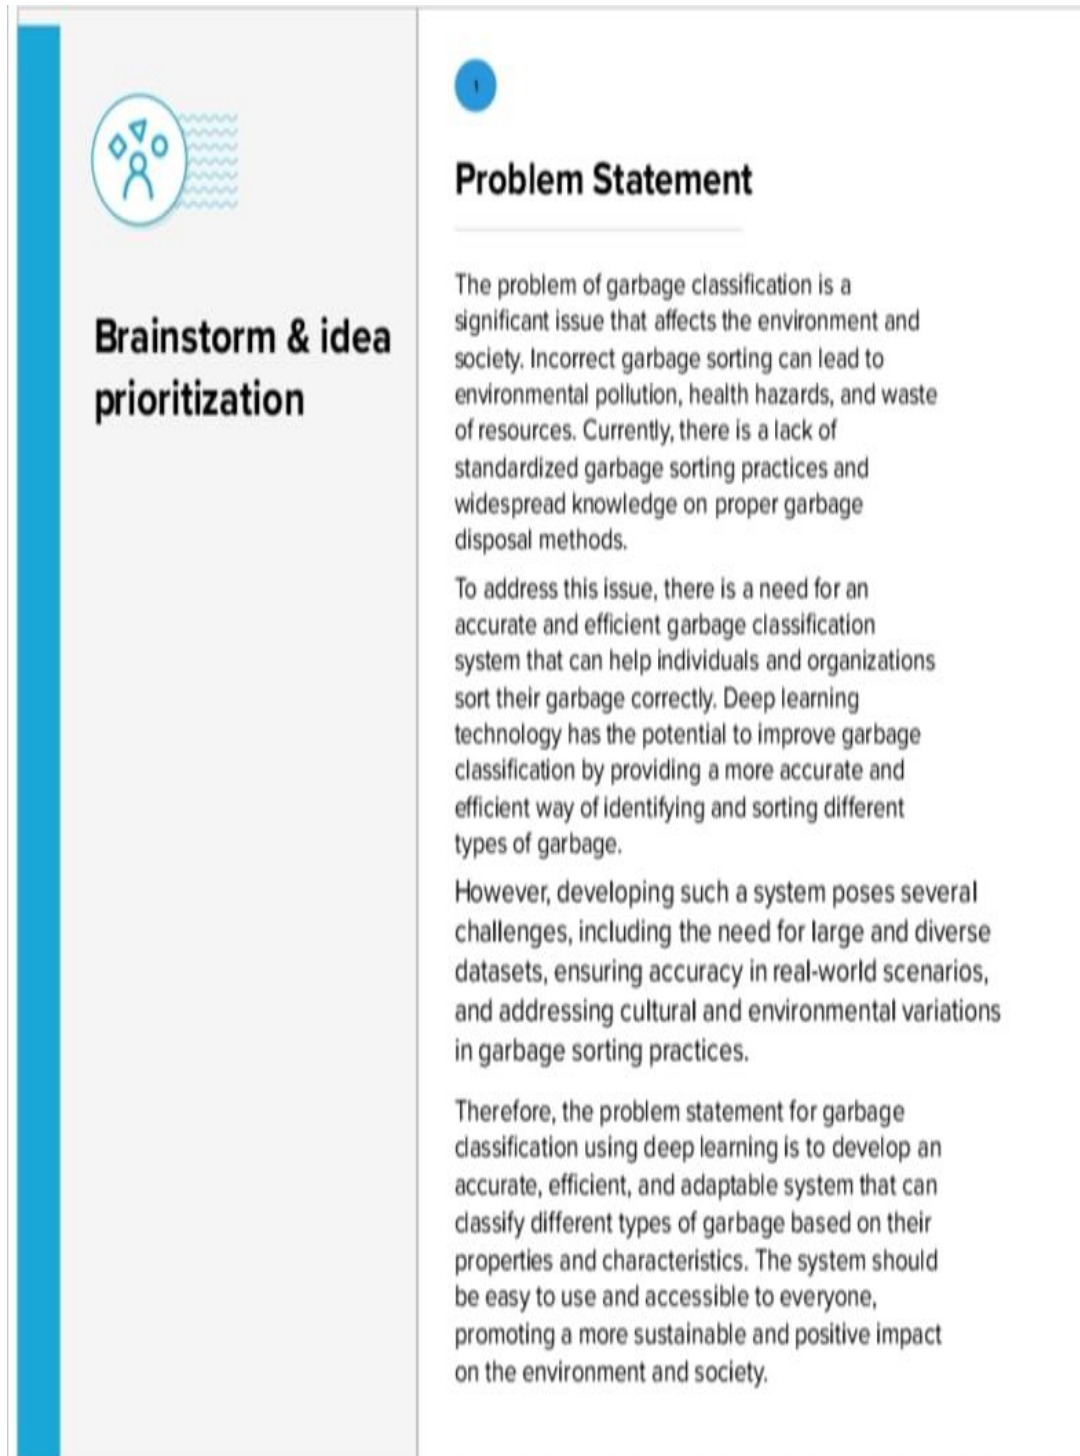 Brainstorm & idea
prioritization
1
Problem Statement
The problem of garbage classification is a
significant issue that affects the environment and
society. Incorrect garbage sorting can lead to
environmental pollution, health hazards, and waste
of resources. Currently, there is a lack of
standardized garbage sorting practices and
widespread knowledge on proper garbage
disposal methods.
To address this issue, there is a need for an
accurate and efficient garbage classification
system that can help individuals and organizations
sort their garbage correctly. Deep learning
technology has the potential to improve garbage
classification by providing a more accurate and
efficient way of identifying and sorting different
types of garbage.
However, developing such a system poses several
challenges, including the need for large and diverse
datasets, ensuring accuracy in real-world scenarios,
and addressing cultural and environmental variations
in garbage sorting practices.
Therefore, the problem statement for garbage
classification using deep learning is to develop an
accurate, efficient, and adaptable system that can
classify different types of garbage based on their
properties and characteristics. The system should
be easy to use and accessible to everyone,
promoting a more sustainable and positive impact
on the environment and society.